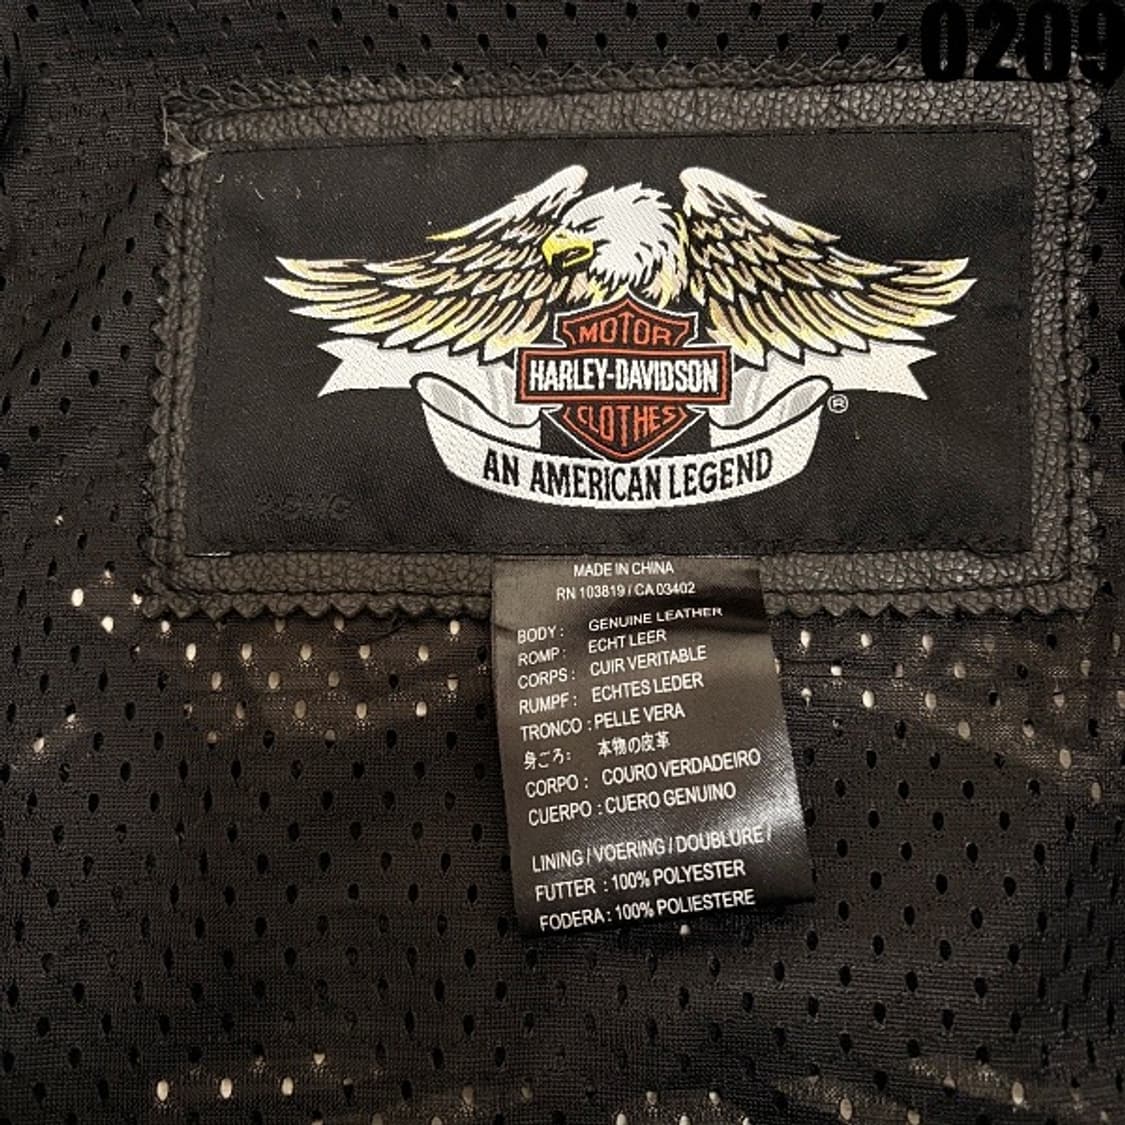 0209
MOTOR
HARLEY-DAVIDSON
CLOTHES
®
AN AMERICAN LEGEND
MADE IN CHINA
RN 103819 / CA 03402
BODY : GENUINE LEATHER
ROMP : ECHT LEER
CORPS : CUIR VERITABLE
RUMPF : ECHTES LEDER
TRONCO : PELLE VERA
身ごろ: 本物の皮革
CORPO : COURO VERDADEIRO
CUERPO : CUERO GENUINO
LINING / VOERING / DOUBLURE /
FUTTER : 100% POLYESTER
FODERA : 100% POLIESTERE